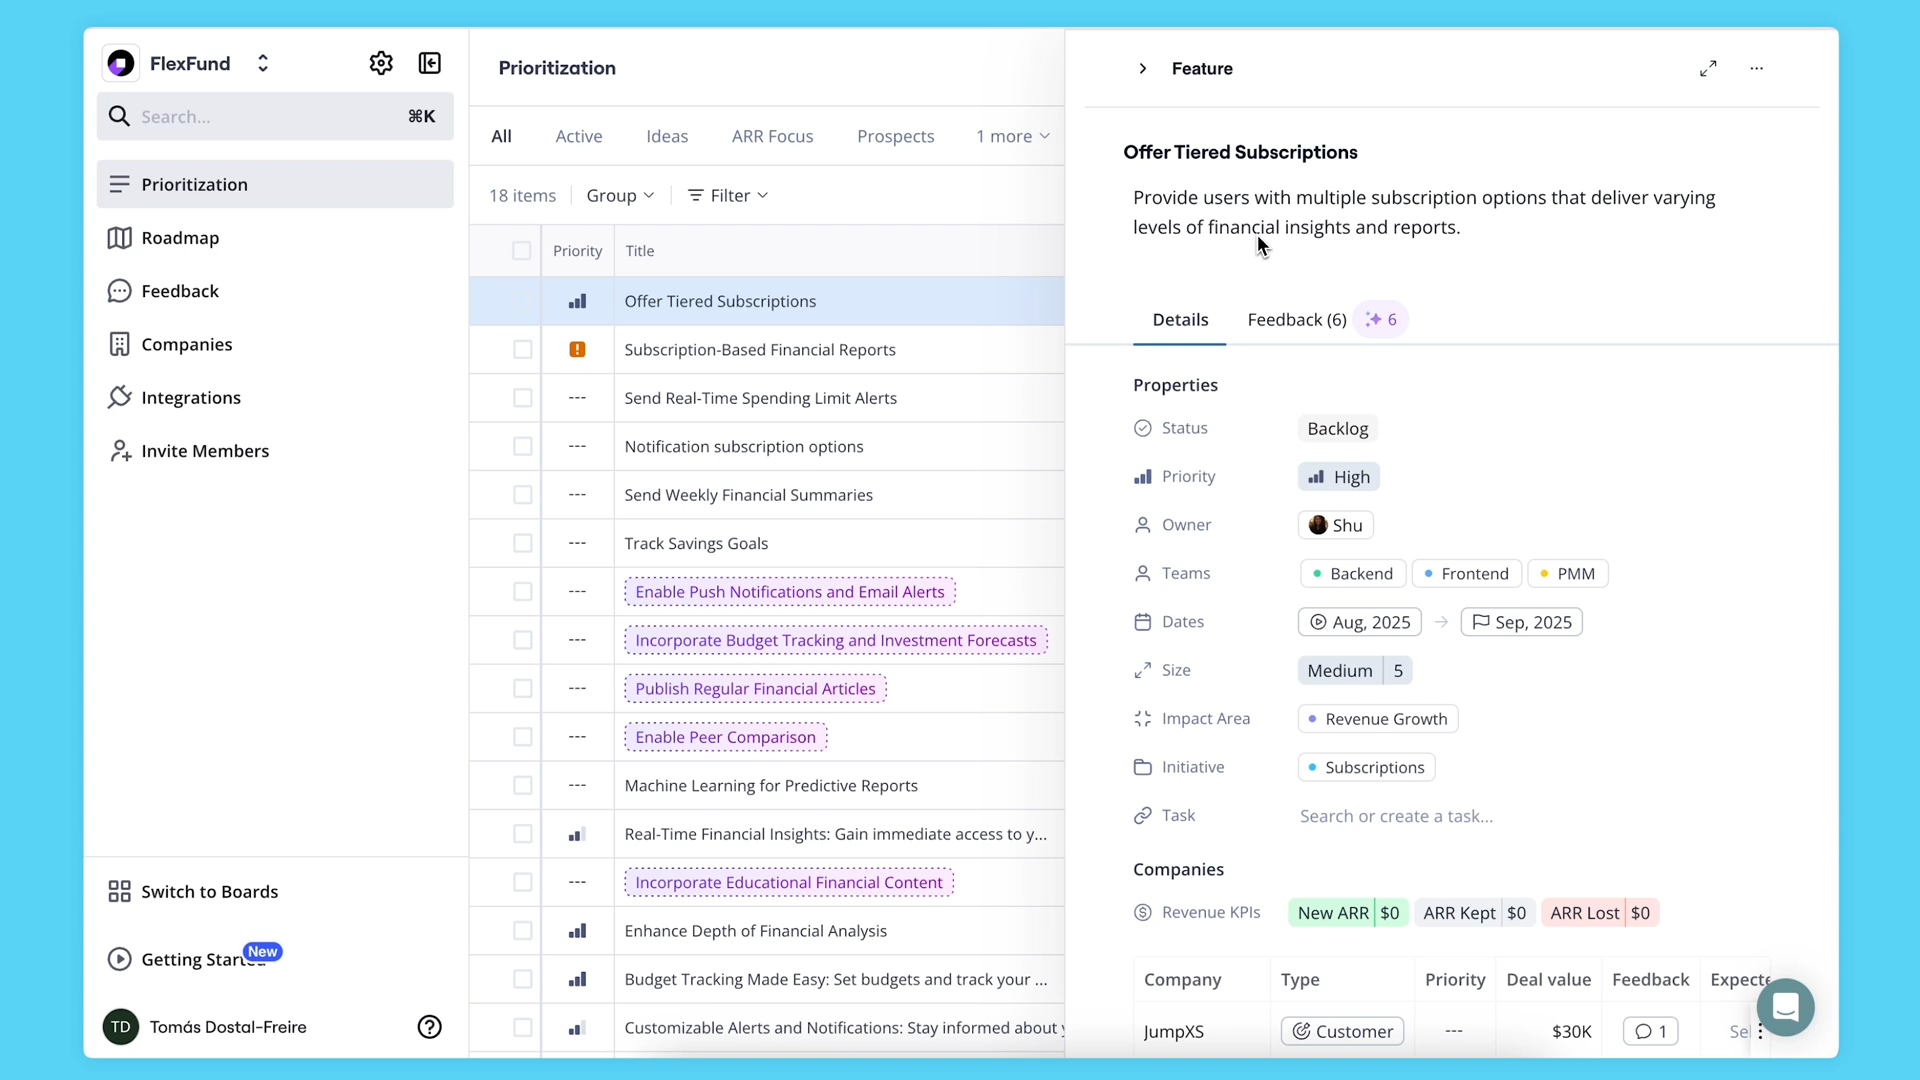 FlexFund
Search... ⌘K
Prioritization
Roadmap
Feedback
Companies
Integrations
Invite Members
Switch to Boards
Getting Started New
TD Tomás Dostal-Freire
Prioritization
All Active Ideas ARR Focus Prospects 1 more
18 items Group Filter
Priority Title
Offer Tiered Subscriptions
Subscription-Based Financial Reports
--- Send Real-Time Spending Limit Alerts
--- Notification subscription options
--- Send Weekly Financial Summaries
--- Track Savings Goals
--- Enable Push Notifications and Email Alerts
--- Incorporate Budget Tracking and Investment Forecasts
--- Publish Regular Financial Articles
--- Enable Peer Comparison
--- Machine Learning for Predictive Reports
Real-Time Financial Insights: Gain immediate access to y...
--- Incorporate Educational Financial Content
Enhance Depth of Financial Analysis
Budget Tracking Made Easy: Set budgets and track your ...
Customizable Alerts and Notifications: Stay informed about
Feature
Offer Tiered Subscriptions
Provide users with multiple subscription options that deliver varying
levels of financial insights and reports.
Details Feedback (6) 6
Properties
Status Backlog
Priority High
Owner Shu
Teams Backend Frontend PMM
Dates Aug, 2025 → Sep, 2025
Size Medium 5
Impact Area Revenue Growth
Initiative Subscriptions
Task Search or create a task...
Companies
Revenue KPIs New ARR $0 ARR Kept $0 ARR Lost $0
Company Type Priority Deal value Feedback Expecte
JumpXS Customer --- $30K 1 Se